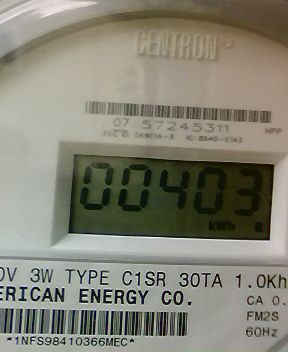 CENTRON®
07 57245311
HPP
00403
kWh
0V 3W TYPE C1SR 30TA 1.0Kh
ERICAN ENERGY CO.
CA 0.
FM2S
60Hz
*1NFS98410366MEC*